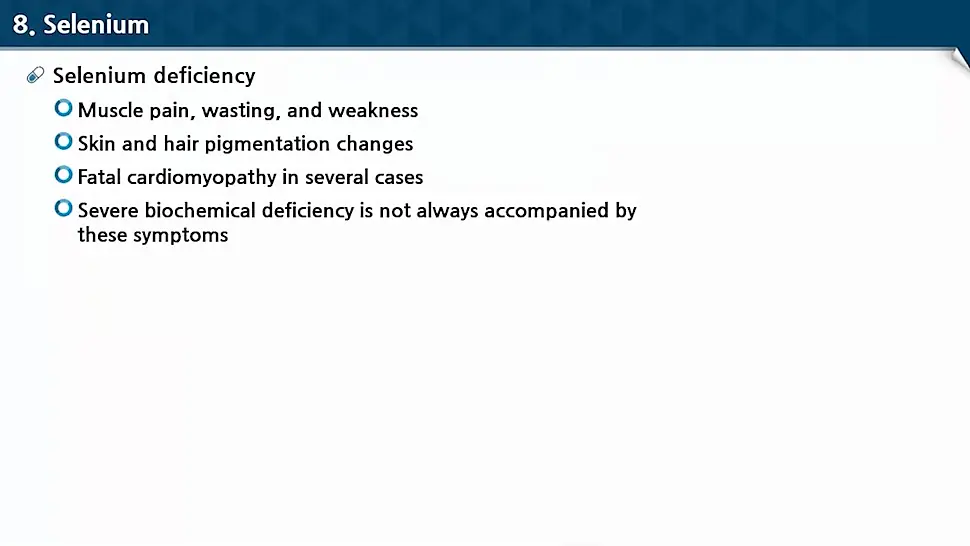 8. Selenium
Selenium deficiency
Muscle pain, wasting, and weakness
Skin and hair pigmentation changes
Fatal cardiomyopathy in several cases
Severe biochemical deficiency is not always accompanied by
these symptoms